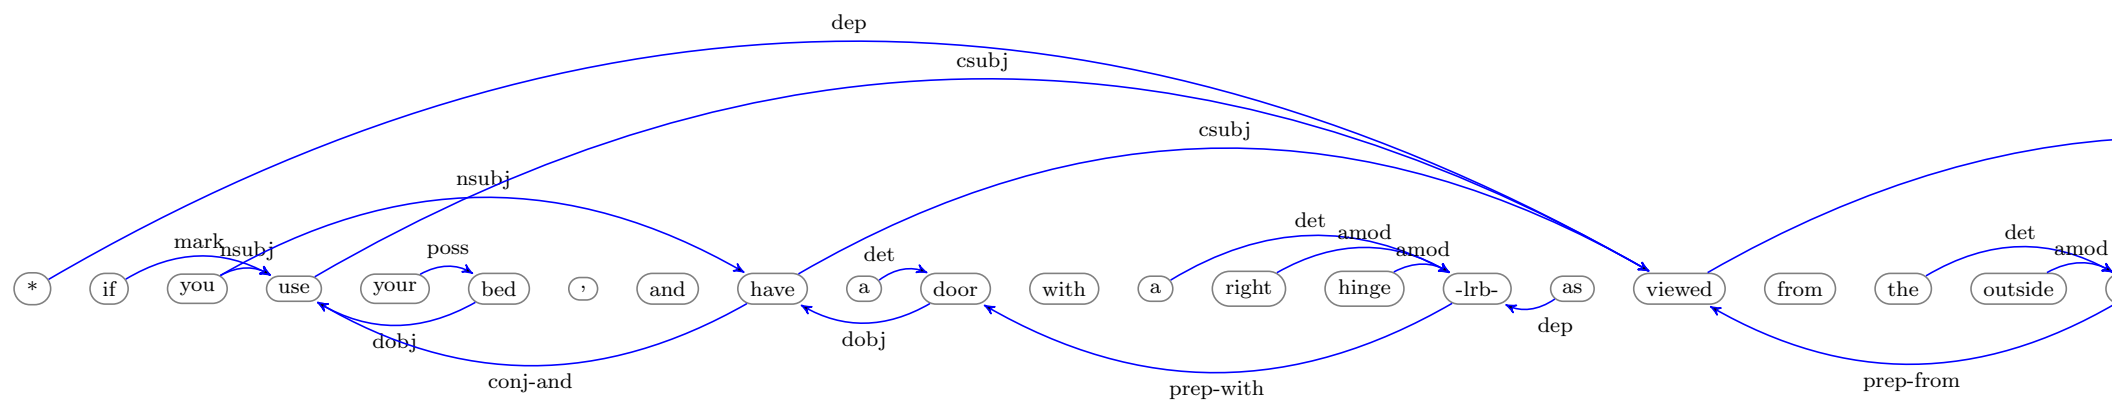 dep
csubj
csubj
nsubj
det
mark nsubj poss det amod amod det amod
* if you use your bed , and have a door with a right hinge -lrb- as viewed from the outside
dobj dobj dep
conj-and prep-with prep-from